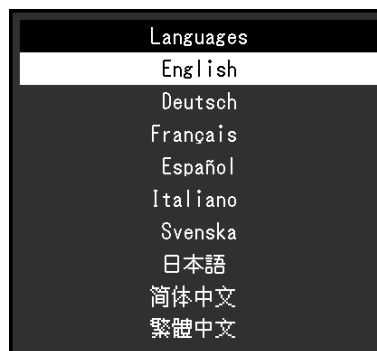 Languages
English
Deutsch
Français
Español
Italiano
Svenska
日本語
简体中文
繁體中文